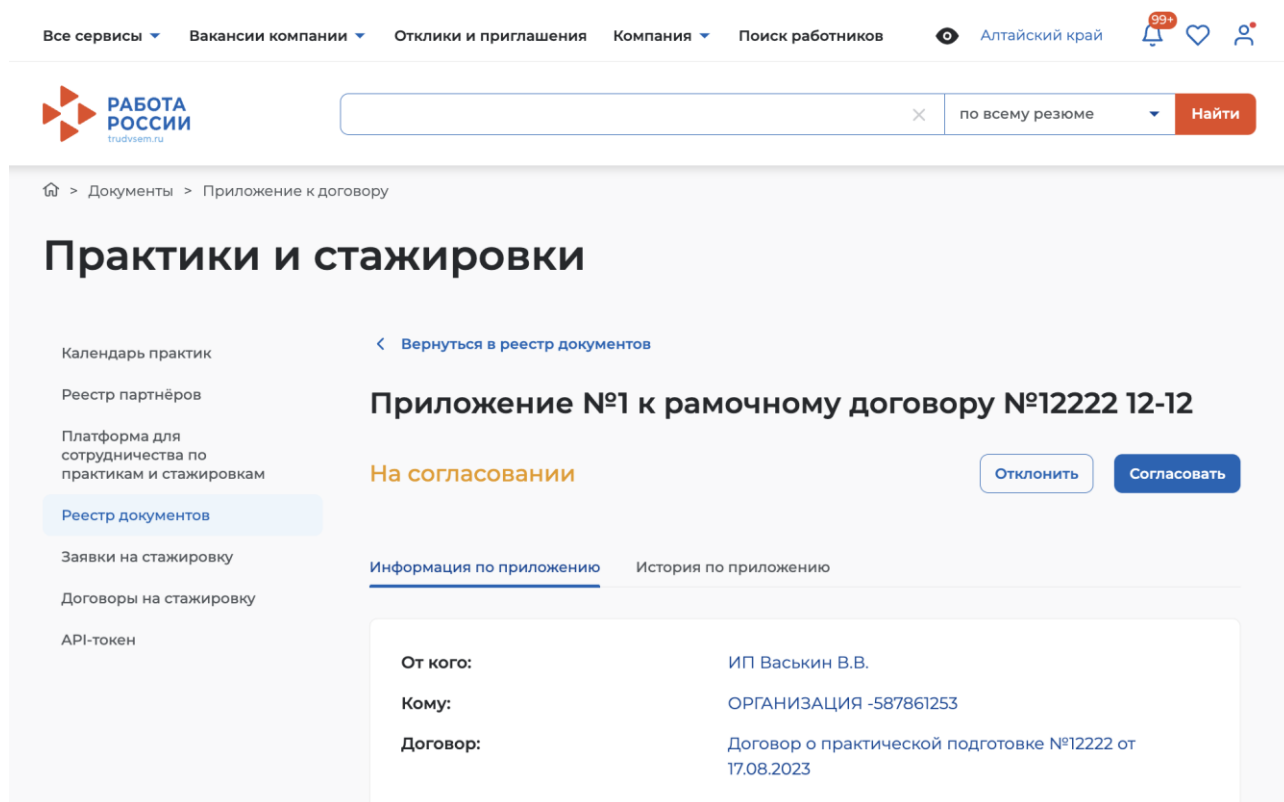 Все сервисы Вакансии компании Отклики и приглашения Компания Поиск работников Алтайский край 99+
РАБОТА
РОССИИ
trudvsem.ru
по всему резюме Найти
> Документы > Приложение к договору
Практики и стажировки
Календарь практик
Реестр партнёров
Платформа для
сотрудничества по
практикам и стажировкам
Реестр документов
Заявки на стажировку
Договоры на стажировку
API-токен
Вернуться в реестр документов
Приложение №1 к рамочному договору №12222 12-12
На согласовании Отклонить Согласовать
Информация по приложению История по приложению
От кого: ИП Васькин В.В.
Кому: ОРГАНИЗАЦИЯ -587861253
Договор: Договор о практической подготовке №12222 от
17.08.2023